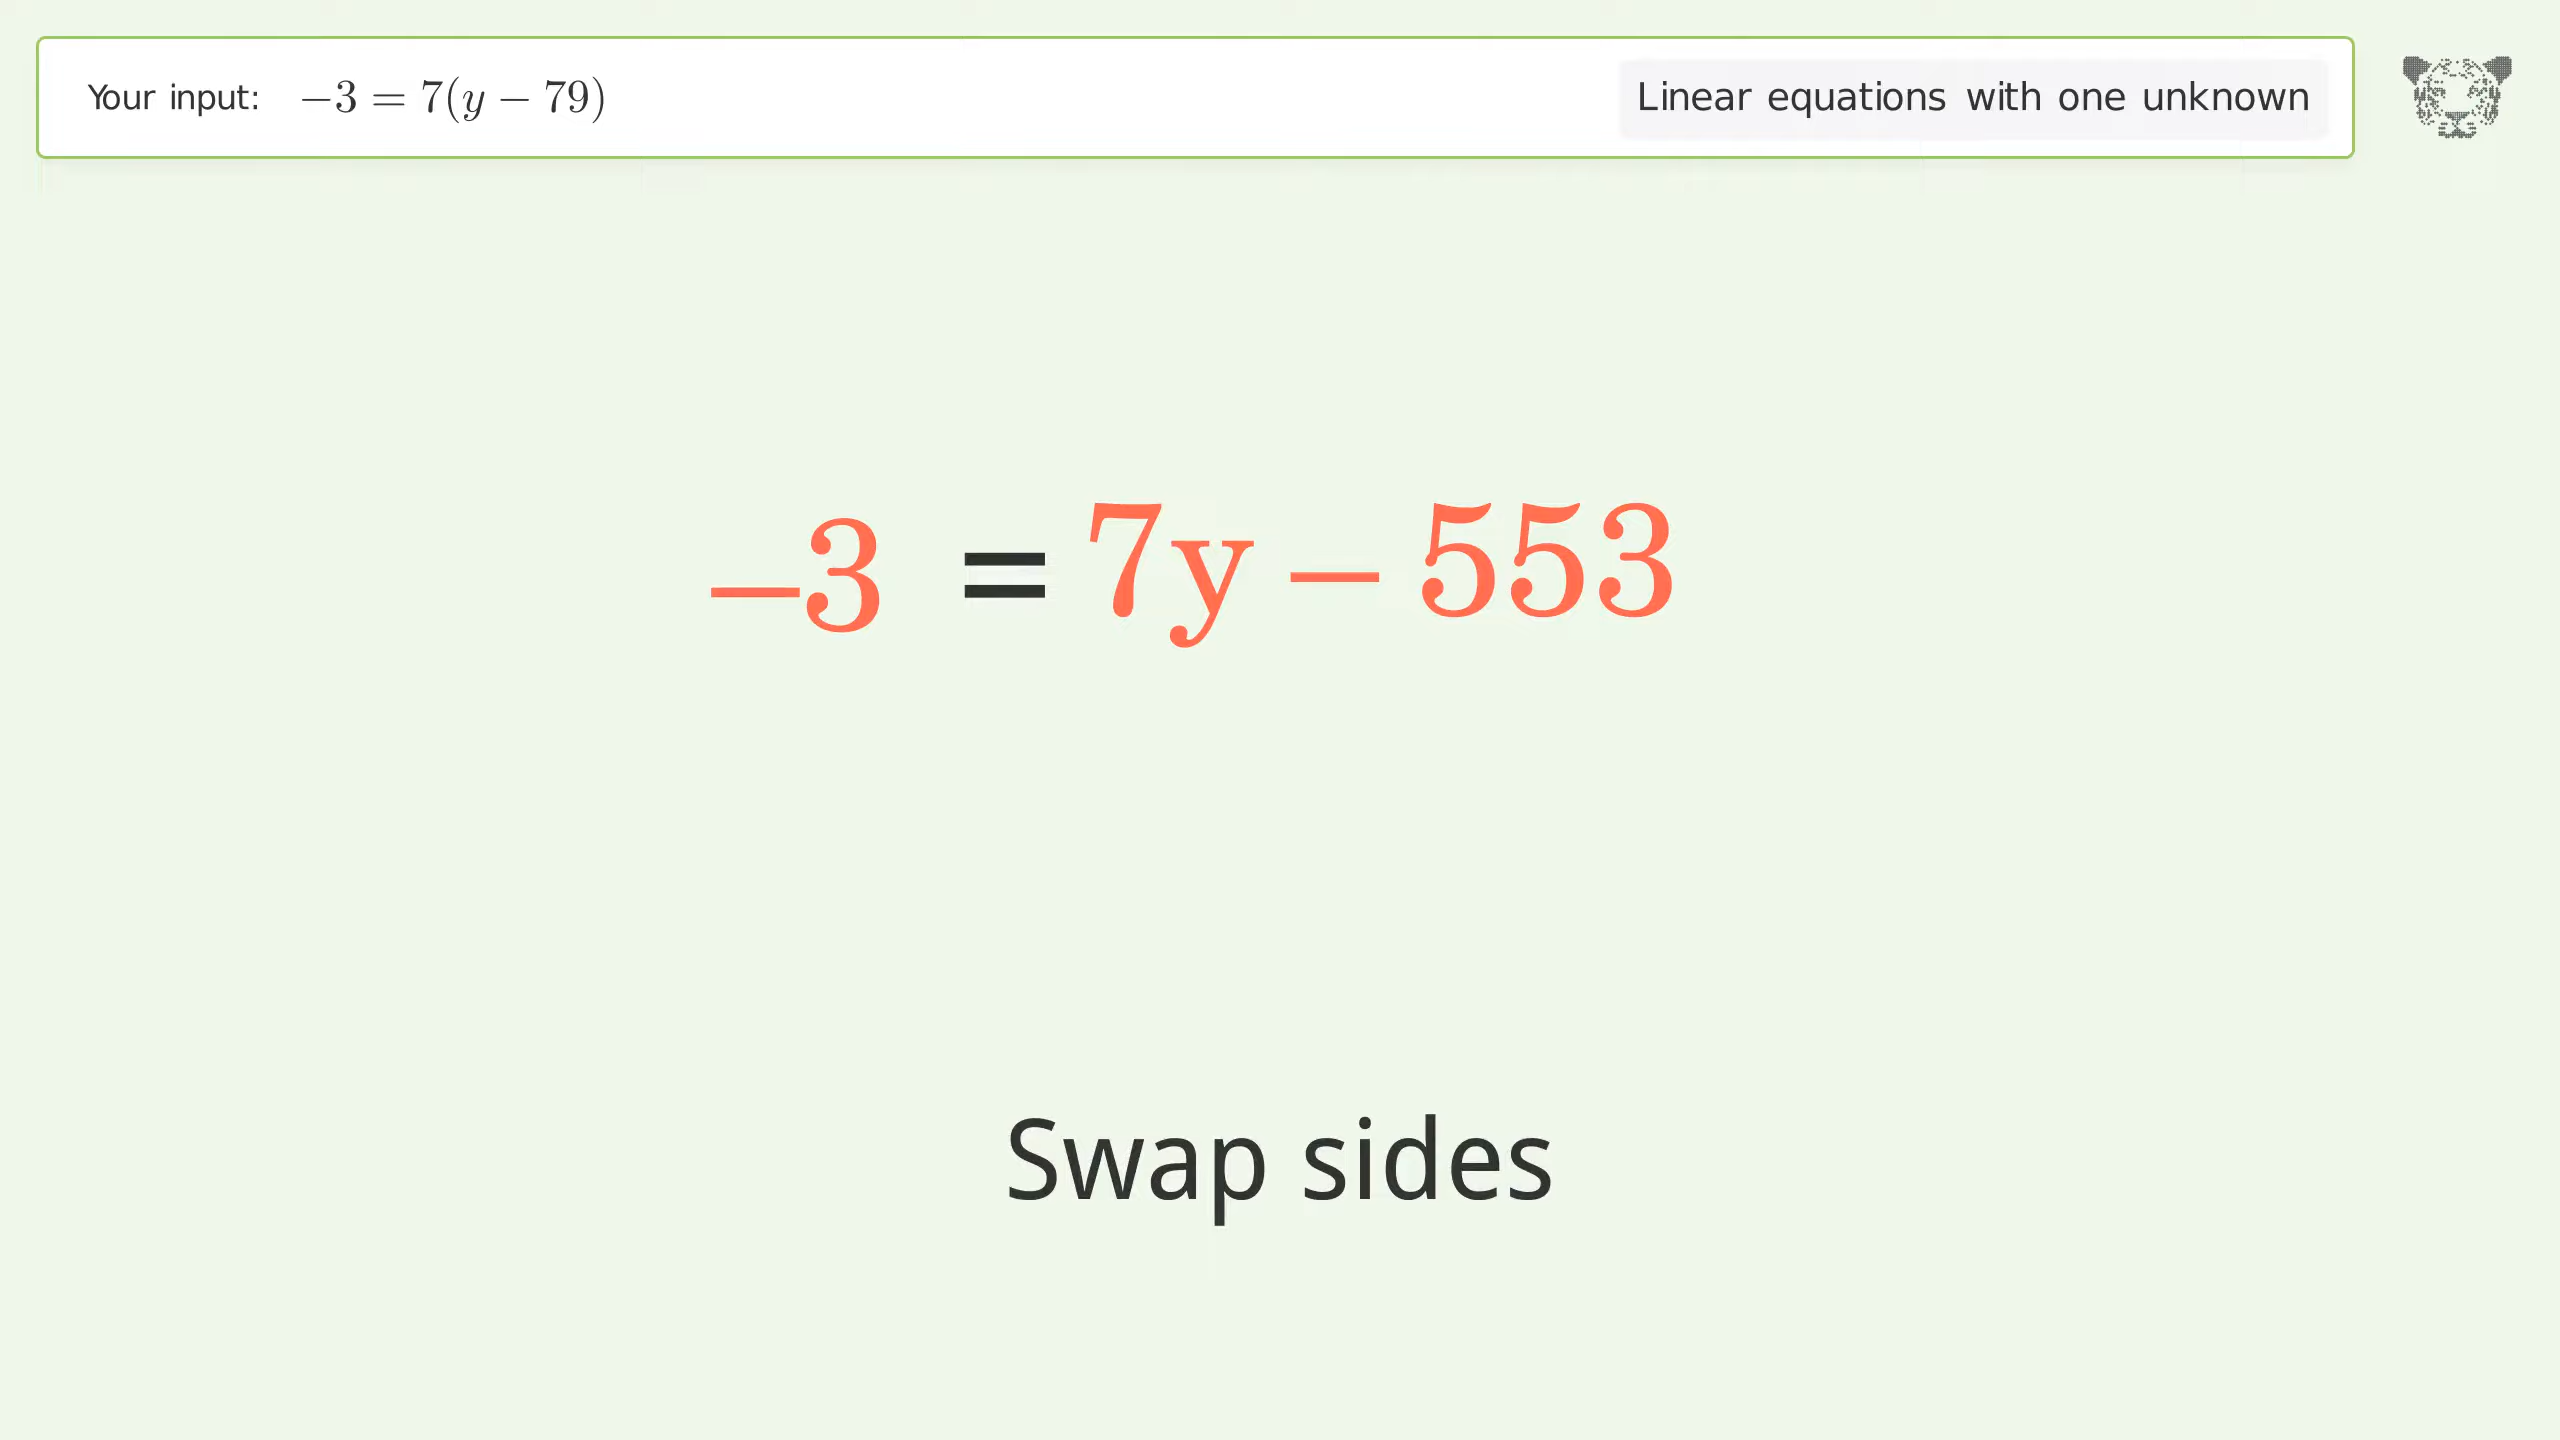 Your input: −3 = 7(y − 79)
Linear equations with one unknown
−3 = 7y − 553
Swap sides